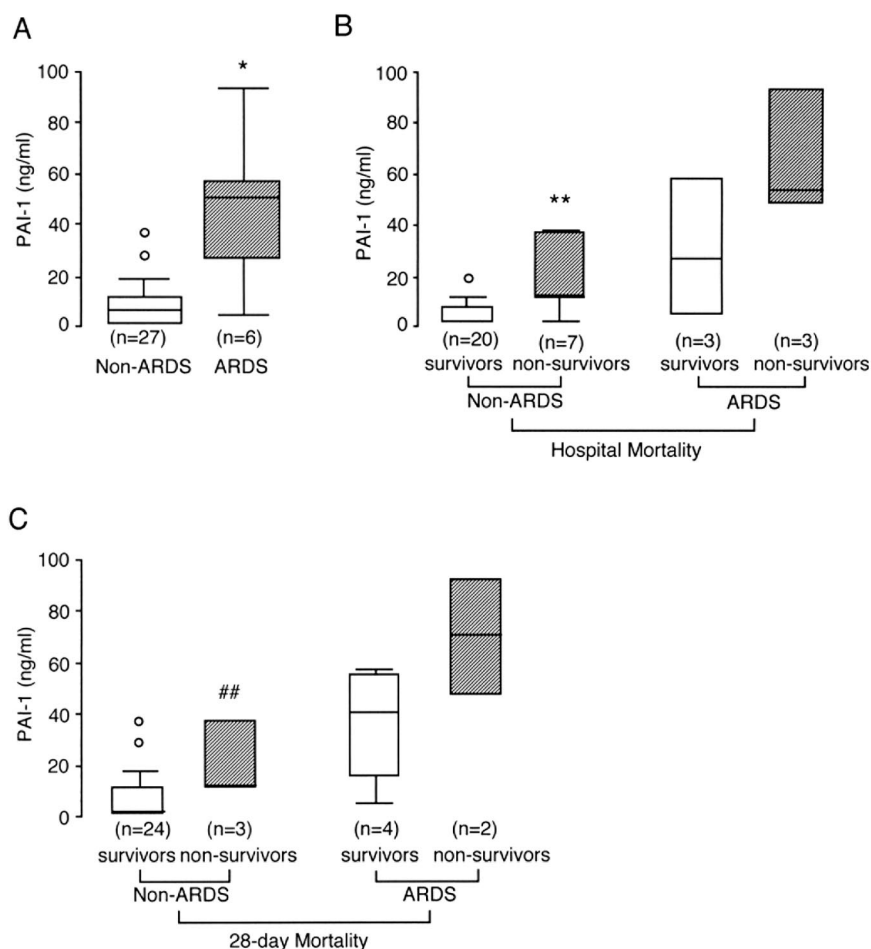 A
PAI-1 (ng/ml)
100
80
60
40
20
0
*
(n=27) (n=6)
Non-ARDS ARDS
B
PAI-1 (ng/ml)
100
80
60
40
20
0
**
(n=20) (n=7) (n=3) (n=3)
survivors non-survivors survivors non-survivors
Non-ARDS ARDS
Hospital Mortality
C
PAI-1 (ng/ml)
100
80
60
40
20
0
##
(n=24) (n=3) (n=4) (n=2)
survivors non-survivors survivors non-survivors
Non-ARDS ARDS
28-day Mortality